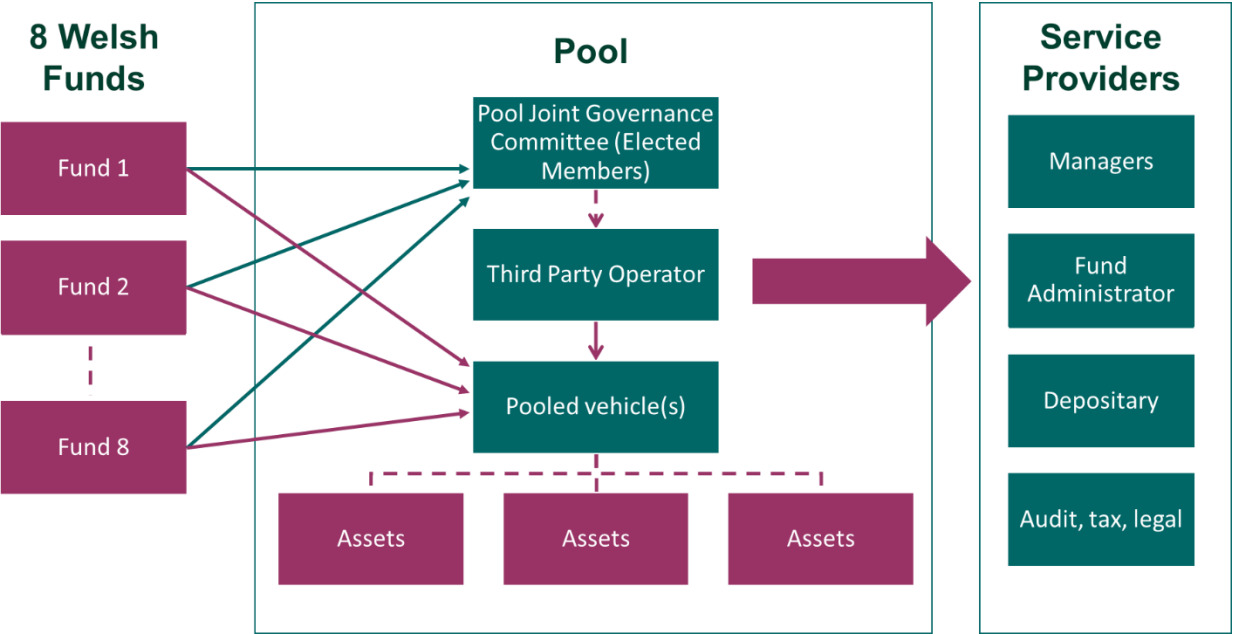 8 Welsh
Funds
Fund 1
Fund 2
Fund 8
Pool
Pool Joint Governance
Committee (Elected
Members)
Third Party Operator
Pooled vehicle(s)
Assets
Assets
Assets
Service
Providers
Managers
Fund
Administrator
Depositary
Audit, tax, legal